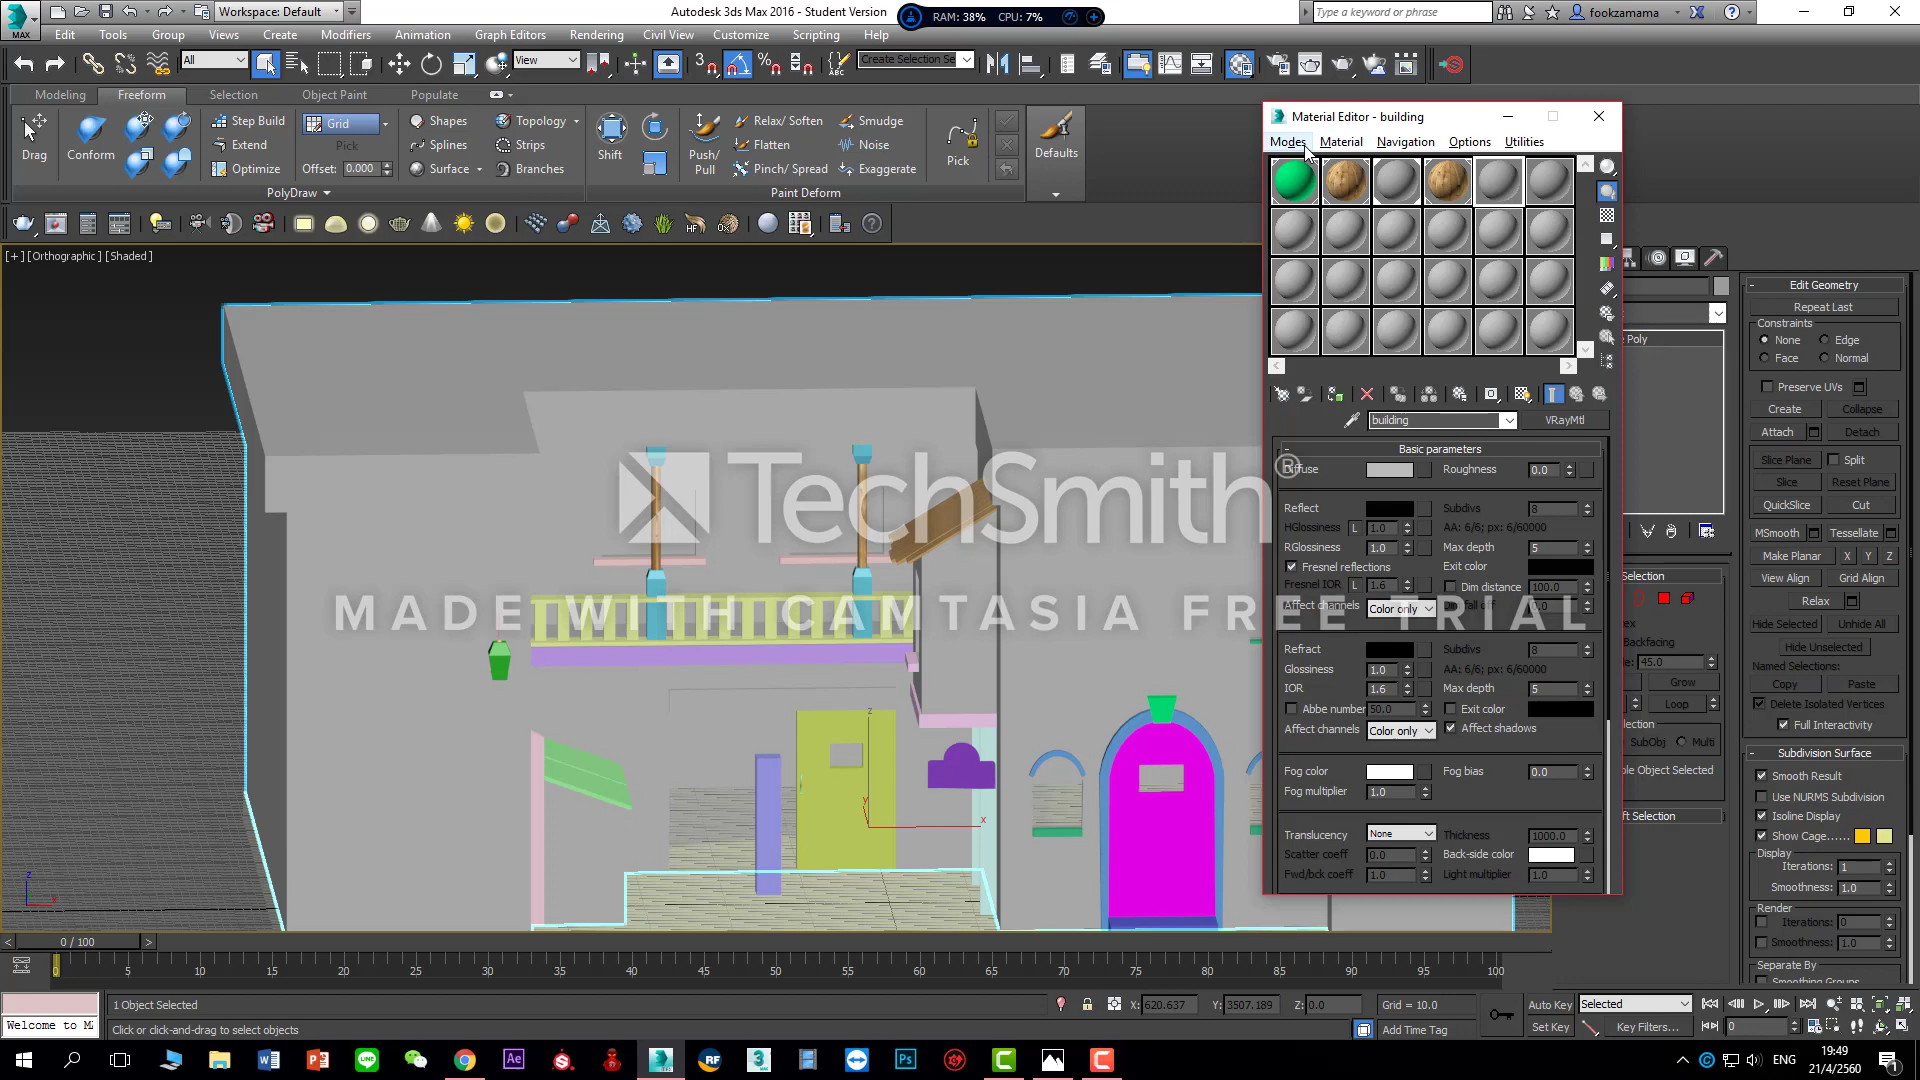 Workspace: Default
Autodesk 3ds Max 2016 - Student Version
RAM: 38% CPU: 7%
Type a keyword or phrase
fookzamama
MAX
Edit Tools Group Views Create Modifiers Animation Graph Editors Rendering Civil View Customize Scripting Help
All
View
Create Selection Se
Modeling Freeform Selection Object Paint Populate
Drag
Conform
Step Build
Extend
Optimize
Grid
Pick
Offset: 0.000
Shapes
Splines
Surface
Topology
Strips
Branches
PolyDraw
Shift
Push/ Pull
Relax/ Soften
Flatten
Pinch/ Spread
Smudge
Noise
Exaggerate
Paint Deform
Pick
Defaults
[+] [Orthographic] [Shaded]
Material Editor - building
Modes Material Navigation Options Utilities
building VRayMtl
Basic parameters
Diffuse Roughness 0.0
Reflect Subdivs 8
HGlossiness L 1.0 AA: 6/6; px: 6/60000
RGlossiness 1.0 Max depth 5
Fresnel reflections Exit color
Fresnel IOR L 1.6 Dim distance 100.0
Affect channels Color only Dim fall off 0.0
Refract Subdivs 8
Glossiness 1.0 AA: 6/6; px: 6/60000
IOR 1.6 Max depth 5
Abbe number 50.0 Exit color
Affect channels Color only Affect shadows
Fog color Fog bias 0.0
Fog multiplier 1.0
Translucency None Thickness 1000.0
Scatter coeff 0.0 Back-side color
Fwd/bck coeff 1.0 Light multiplier 1.0
TechSmith®
MADE WITH CAMTASIA FREE TRIAL
Poly
Selection
45.0
Grow
Loop
SubObj Multi
Edit Geometry
Repeat Last
Constraints
None Edge
Face Normal
Preserve UVs
Create Collapse
Attach Detach
Slice Plane Split
Slice Reset Plane
QuickSlice Cut
MSmooth Tessellate
Make Planar X Y Z
View Align Grid Align
Relax
Hide Selected Unhide All
Hide Unselected
Named Selections:
Copy Paste
Delete Isolated Vertices
Full Interactivity
Subdivision Surface
Smooth Result
Use NURMS Subdivision
Isoline Display
Show Cage......
Display
Iterations: 1
Smoothness: 1.0
Render
Iterations: 0
Smoothness: 1.0
Separate By
Smoothing Groups
z
y
x
0 / 100
0 5 10 15 20 25 30 35 40 45 50 55 60 65 70 75 80 85 90 95 100
1 Object Selected
X: 620.637 Y: 3507.189 Z: 0.0 Grid = 10.0
Auto Key Selected
Welcome to M
Click or click-and-drag to select objects
Add Time Tag
Set Key Key Filters... 0
ENG
19:49
21/4/2560